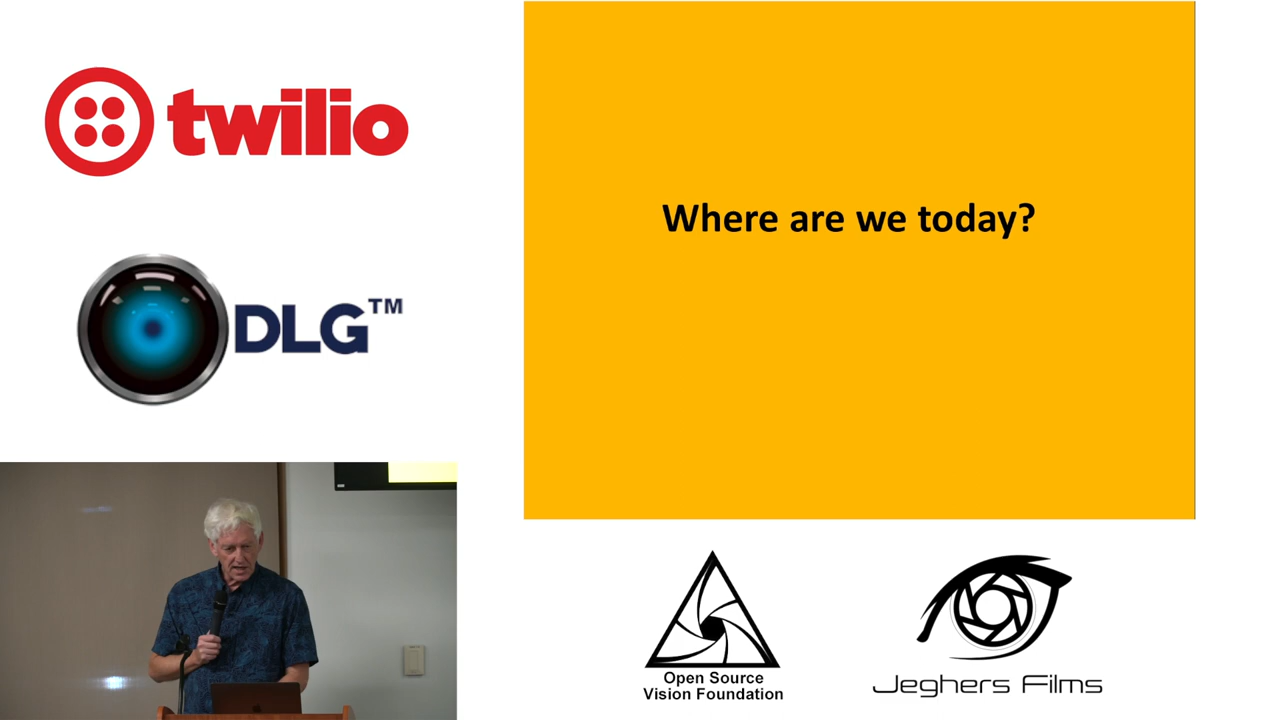 twilio
Where are we today?
DLG™
Open Source
Vision Foundation
Jeghers Films